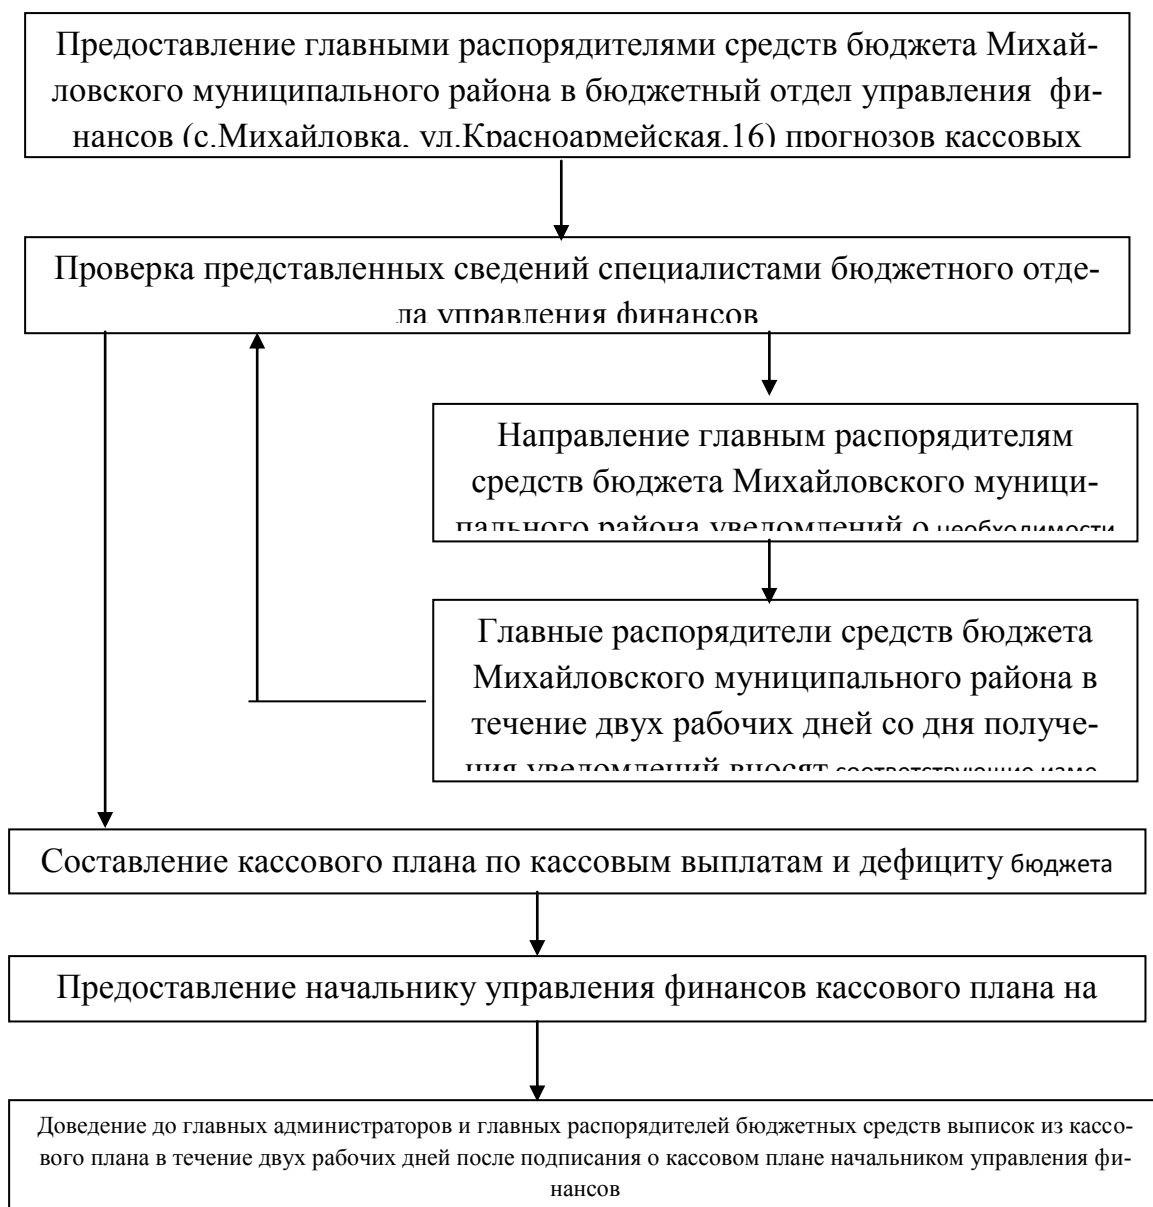 Предоставление главными распорядителями средств бюджета Михай-
ловского муниципального района в бюджетный отдел управления фи-
нансов (с.Михайловка, ул.Красноармейская,16) прогнозов кассовых
Проверка представленных сведений специалистами бюджетного отде-
ла управления финансов
Направление главным распорядителям
средств бюджета Михайловского муници-
пального района уведомлений о необходимости
Главные распорядители средств бюджета
Михайловского муниципального района в
течение двух рабочих дней со дня получе-
ния уведомлений вносят соответствующие изме
Составление кассового плана по кассовым выплатам и дефициту бюджета
Предоставление начальнику управления финансов кассового плана на
Доведение до главных администраторов и главных распорядителей бюджетных средств выписок из кассо-
вого плана в течение двух рабочих дней после подписания о кассовом плане начальником управления фи-
нансов